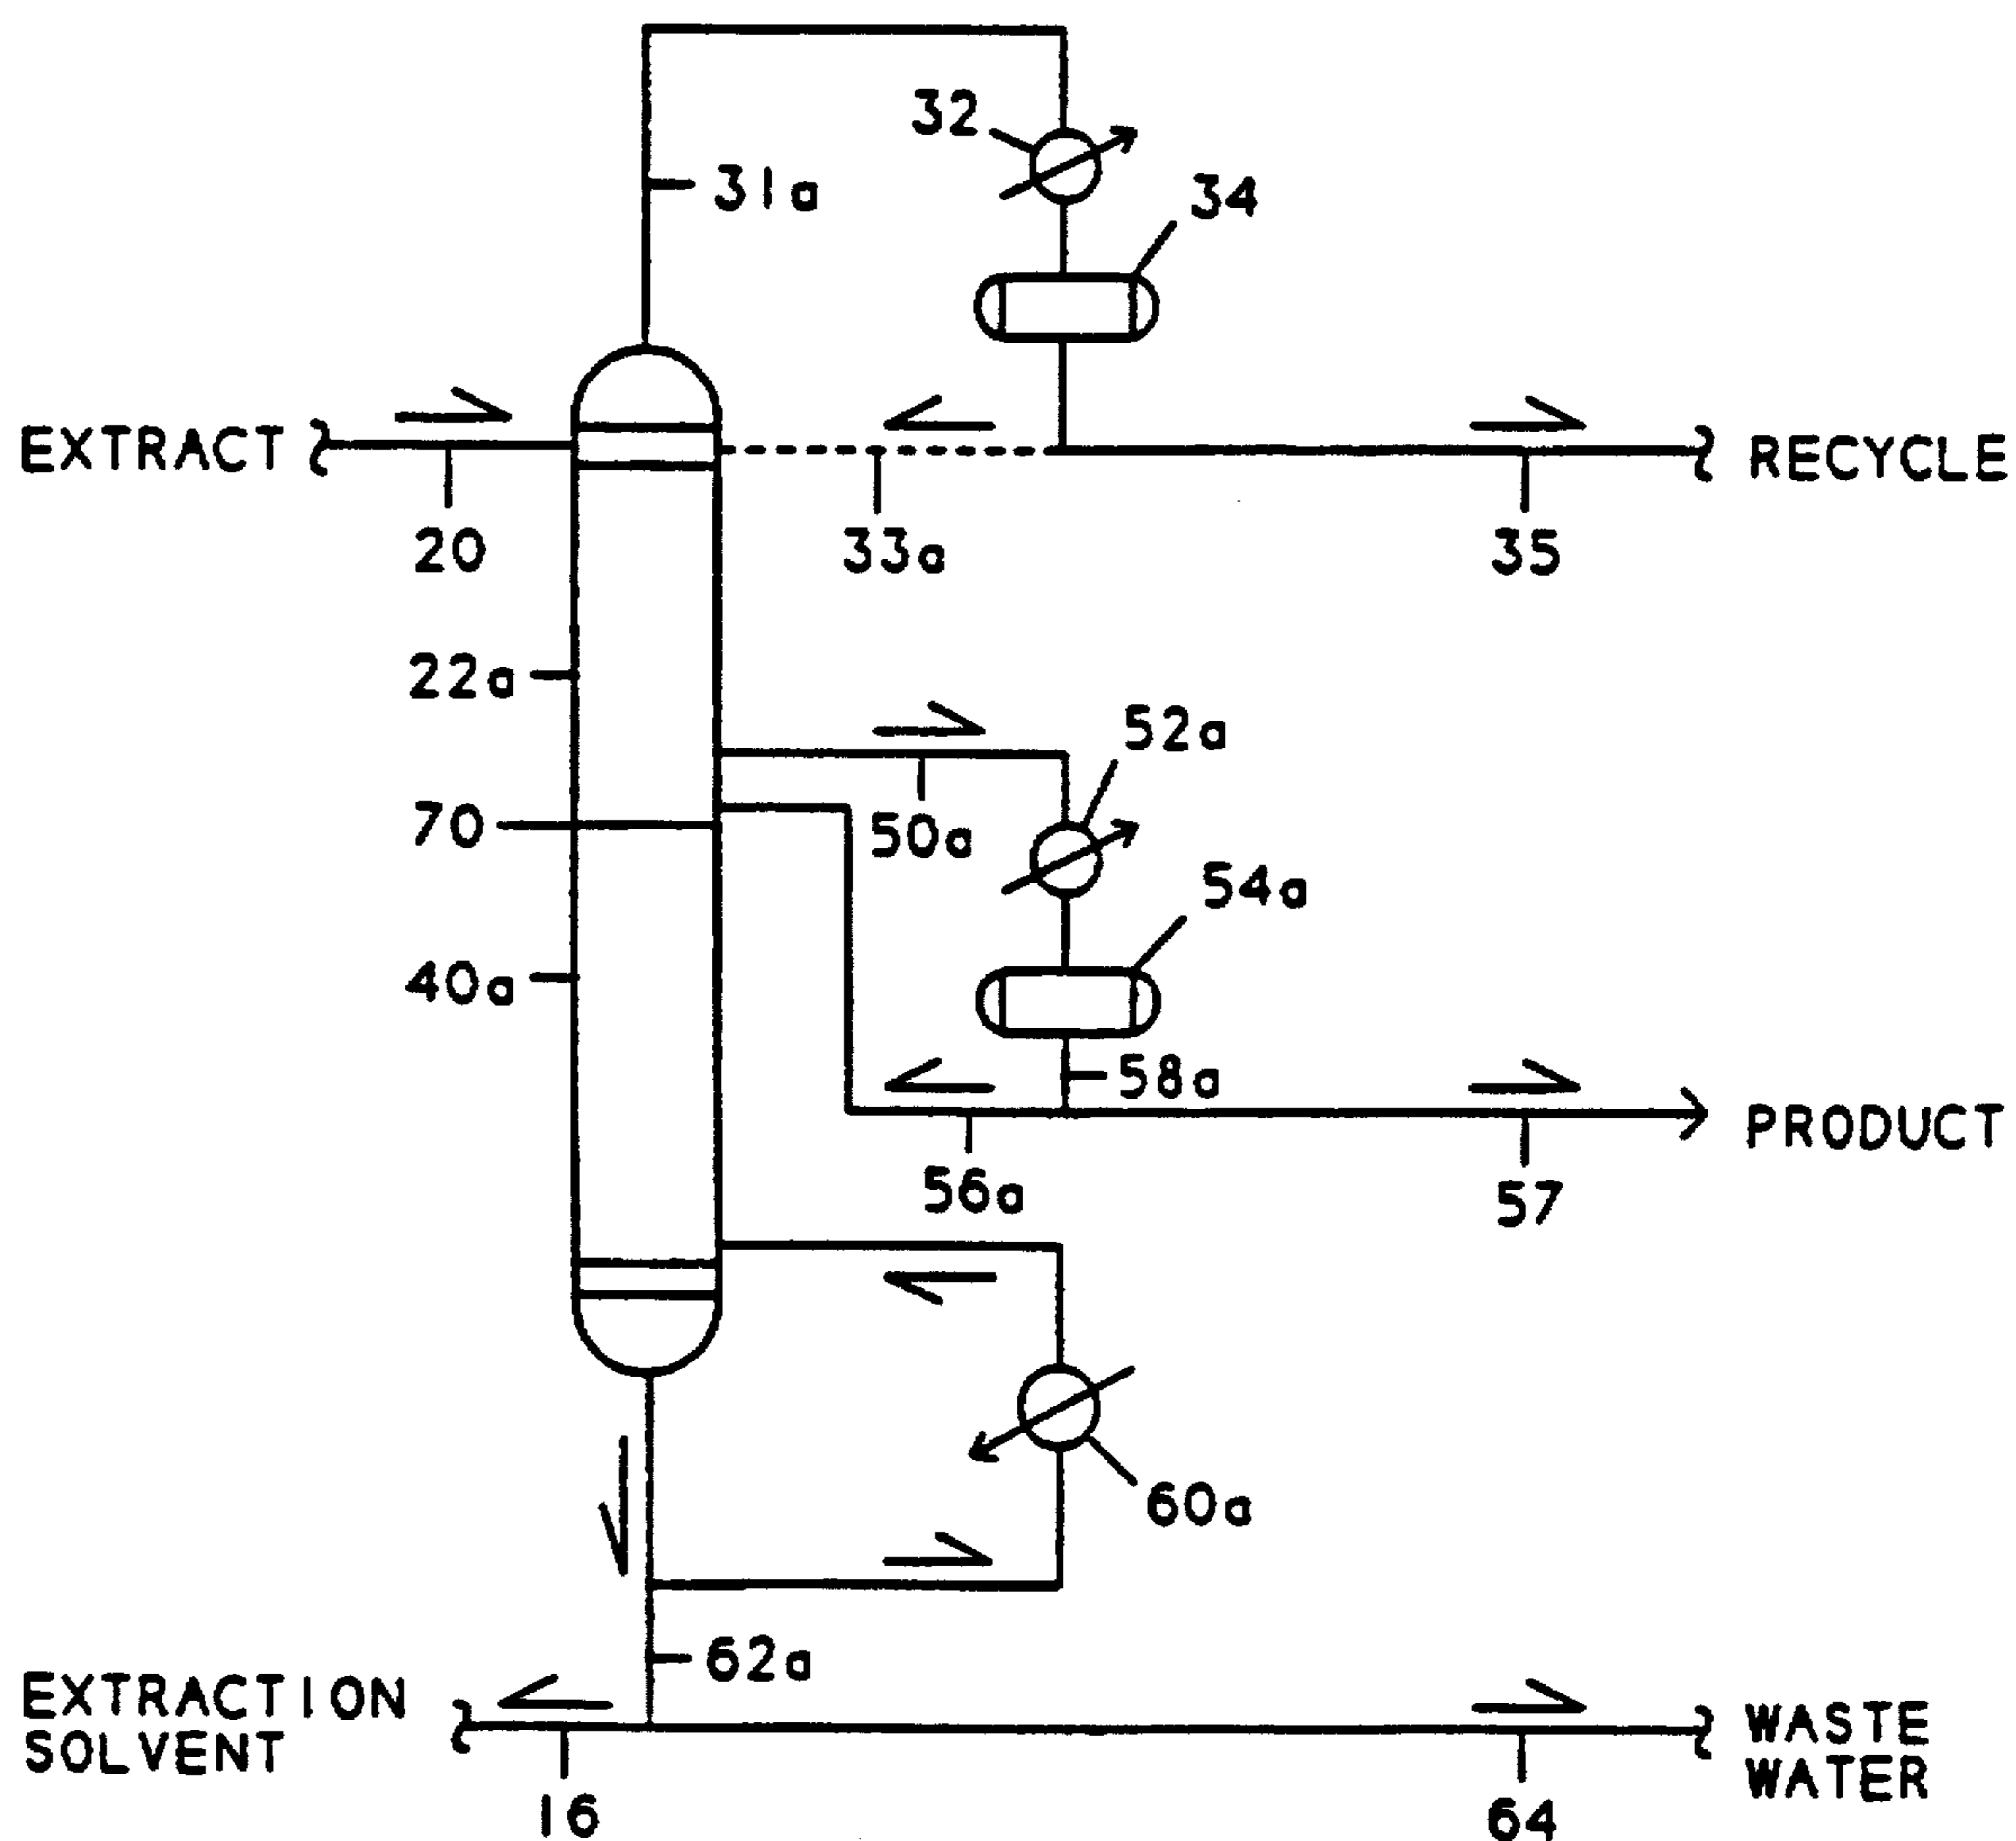 32
31a
34
EXTRACT
RECYCLE
20
33a
35
22a
52a
70
50a
54a
40a
58a
PRODUCT
56a
57
60a
62a
EXTRACTION
SOLVENT
WASTE
WATER
16
64